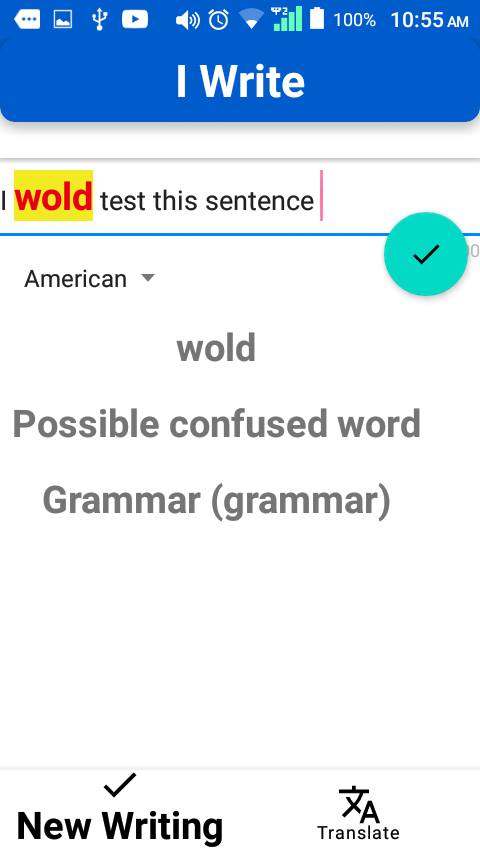 100% 10:55 AM
I Write
I wold test this sentence
American
wold
Possible confused word
Grammar (grammar)
New Writing
Translate